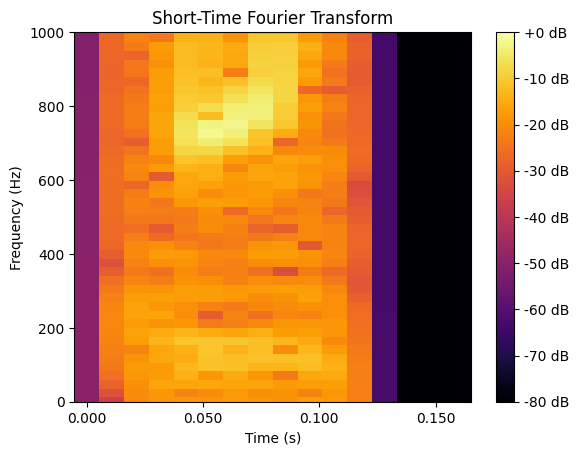 Short-Time Fourier Transform
1000
800
600
400
200
0
Frequency (Hz)
0.000
0.050
0.100
0.150
Time (s)
+0 dB
-10 dB
-20 dB
-30 dB
-40 dB
-50 dB
-60 dB
-70 dB
-80 dB